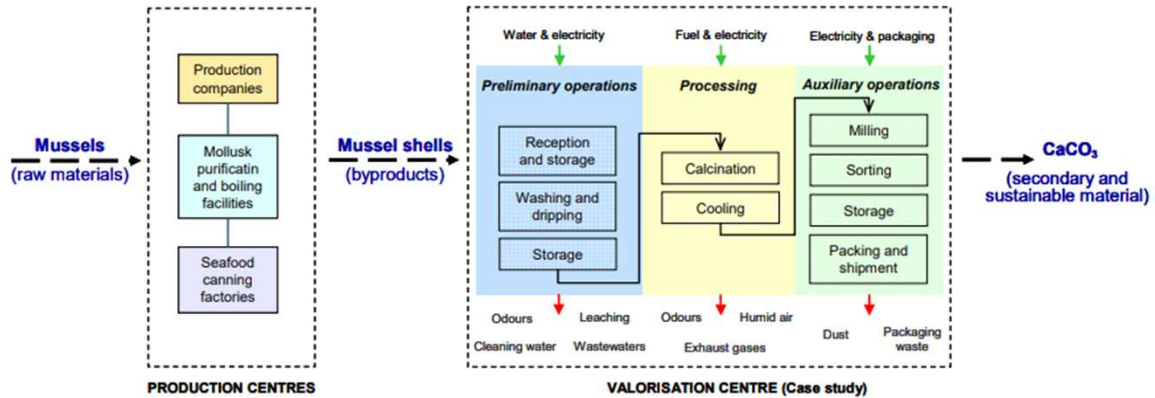 Mussels
(raw materials)
Production
companies
Mollusk
purificatin
and boiling
facilities
Seafood
canning
factories
PRODUCTION CENTRES
Mussel shells
(byproducts)
Water & electricity
Fuel & electricity
Electricity & packaging
Preliminary operations
Processing
Auxiliary operations
Reception
and storage
Washing and
dripping
Storage
Calcination
Cooling
Milling
Sorting
Storage
Packing and
shipment
Odours
Leaching
Cleaning water
Wastewaters
Odours
Humid air
Exhaust gases
Dust
Packaging
waste
VALORISATION CENTRE (Case study)
CaCO₃
(secondary and
sustainable material)